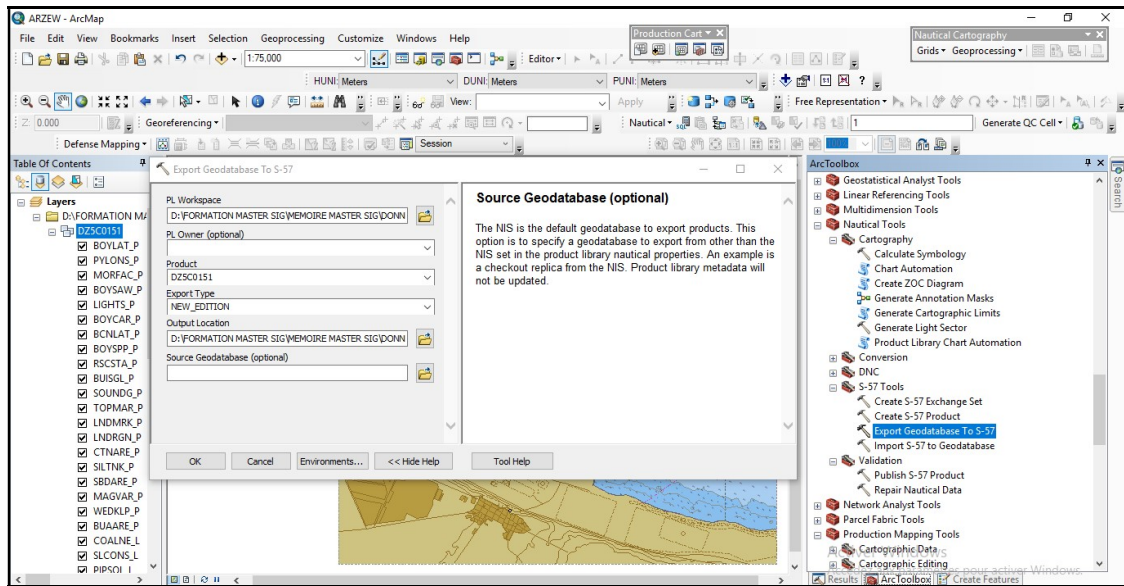 ARZEW - ArcMap
File Edit View Bookmarks Insert Selection Geoprocessing Customize Windows Help
Production Cart
Nautical Cartography
Grids Geoprocessing
1:75,000
Editor
HUNI: Meters
DUNI: Meters
PUNI: Meters
View:
Apply
Free Representation
Z: 0.000
Georeferencing
Nautical
1
Generate QC Cell
Defense Mapping
Session
Table Of Contents
Layers
D:\FORMATION MA
DZ5C0151
BOYLAT_P
PYLONS_P
MORFAC_P
BOYSAW_P
LIGHTS_P
BOYCAR_P
BCNLAT_P
BOYSPP_P
RSCSTA_P
BUISGL_P
SOUNDG_P
TOPMAR_P
LNDMRK_P
LNDRGN_P
CTNARE_P
SILTNK_P
SBDARE_P
MAGVAR_P
WEDKLP_P
BUAARE_P
COALNE_L
SLCONS_L
PIPSOL_L
Export Geodatabase To S-57
PL Workspace
D:\FORMATION MASTER SIG\MEMOIRE MASTER SIG\DONN
PL Owner (optional)
Product
DZ5C0151
Export Type
NEW_EDITION
Output Location
D:\FORMATION MASTER SIG\MEMOIRE MASTER SIG\DONN
Source Geodatabase (optional)
OK Cancel Environments... << Hide Help Tool Help
Source Geodatabase (optional)
The NIS is the default geodatabase to export products. This
option is to specify a geodatabase to export from other than the
NIS set in the product library nautical properties. An example is
a checkout replica from the NIS. Product library metadata will
not be updated.
ArcToolbox
Geostatistical Analyst Tools
Linear Referencing Tools
Multidimension Tools
Nautical Tools
Cartography
Calculate Symbology
Chart Automation
Create ZOC Diagram
Generate Annotation Masks
Generate Cartographic Limits
Generate Light Sector
Product Library Chart Automation
Conversion
DNC
S-57 Tools
Create S-57 Exchange Set
Create S-57 Product
Export Geodatabase To S-57
Import S-57 to Geodatabase
Validation
Publish S-57 Product
Repair Nautical Data
Network Analyst Tools
Parcel Fabric Tools
Production Mapping Tools
Cartographic Data
Cartographic Editing
Results ArcToolbox Create Features
Search
pour activer Windows.